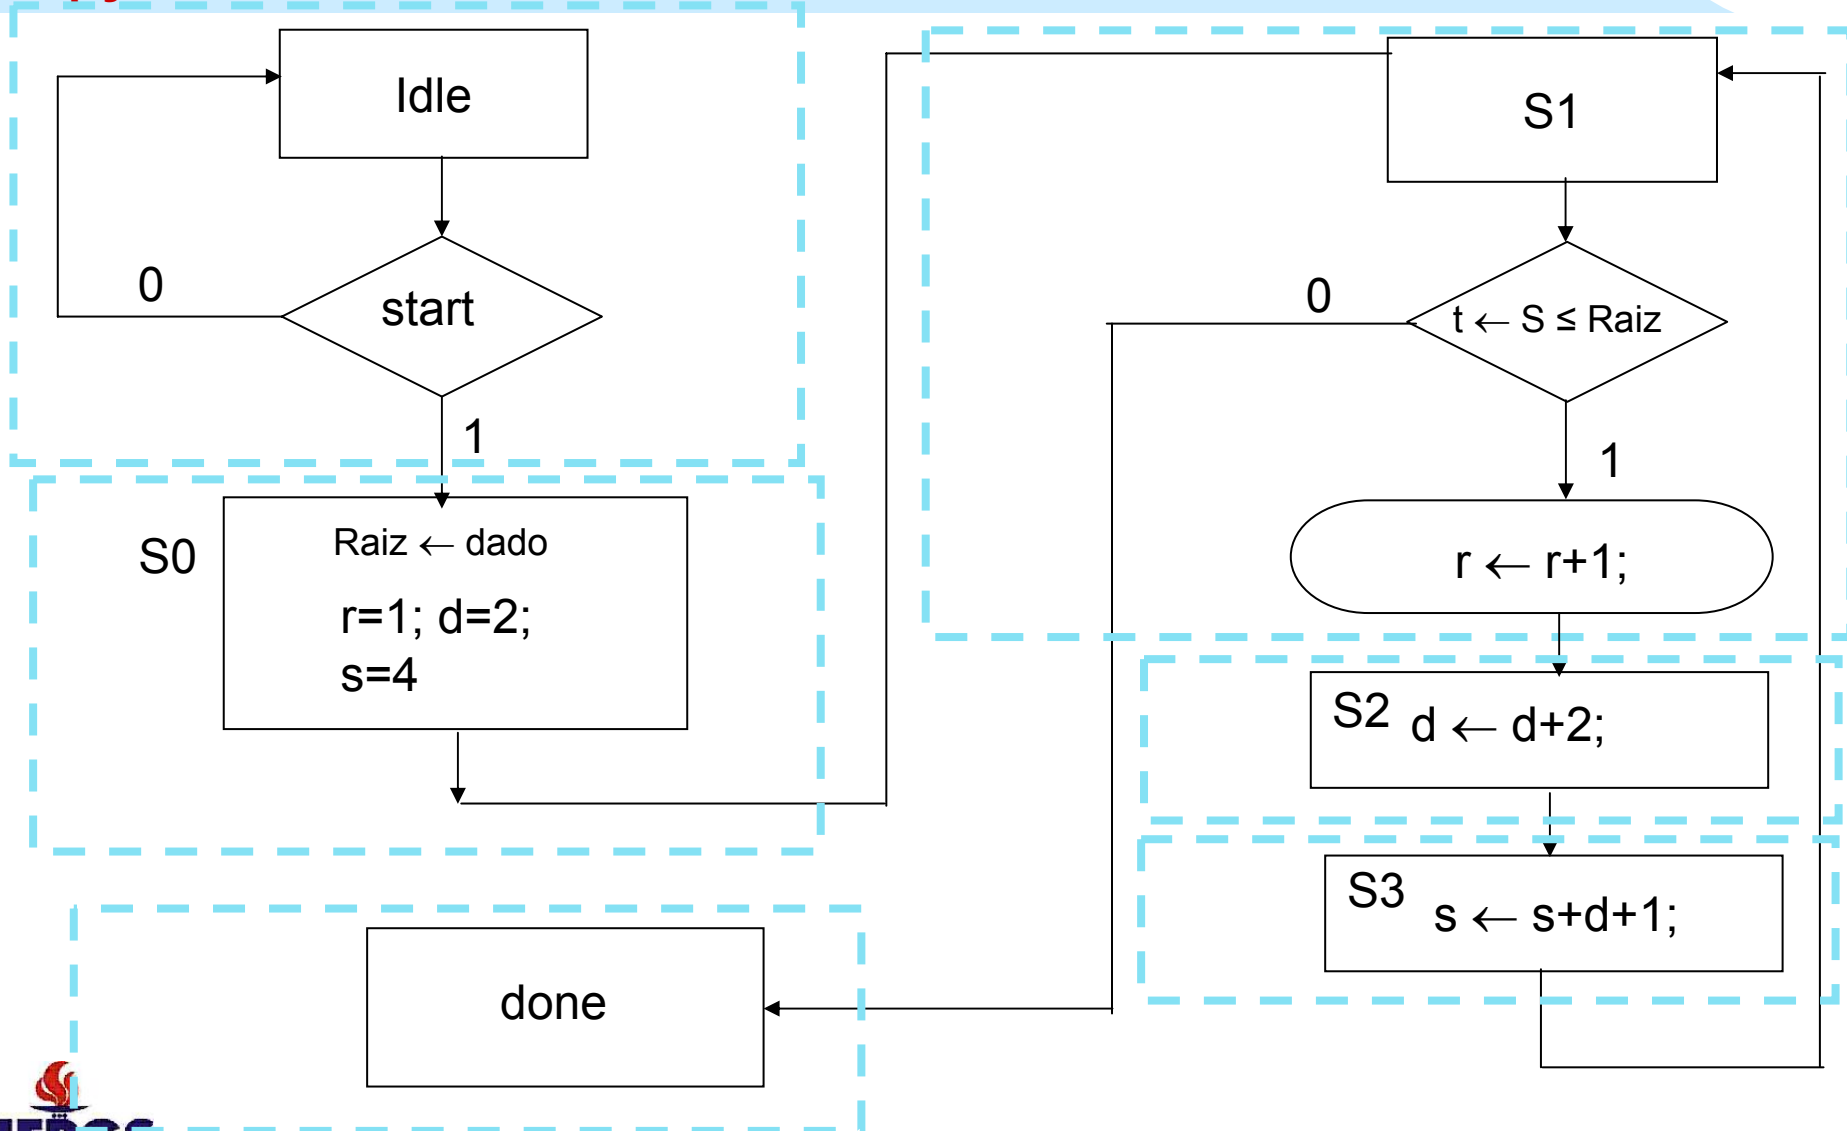 Idle
start
0
1
S0
Raiz ← dado
r=1; d=2;
s=4
S1
t ← S ≤ Raiz
0
1
r ← r+1;
S2 d ← d+2;
S3 s ← s+d+1;
done